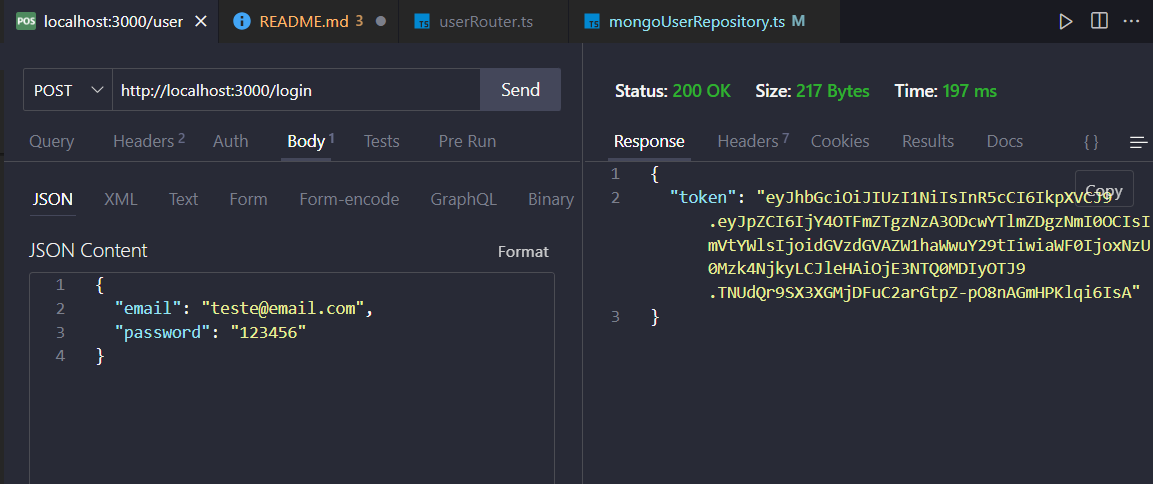 POS localhost:3000/user README.md 3 userRouter.ts mongoUserRepository.ts M
POST http://localhost:3000/login Send
Query Headers 2 Auth Body 1 Tests Pre Run
JSON XML Text Form Form-encode GraphQL Binary
JSON Content Format
1 {
2 "email": "teste@email.com",
3 "password": "123456"
4 }
Status: 200 OK Size: 217 Bytes Time: 197 ms
Response Headers 7 Cookies Results Docs { }
Copy
1 {
2 "token": "eyJhbGciOiJIUzI1NiIsInR5cCI6IkpXVCJ9
.eyJpZCI6IjY4OTFmZTgzNzA3ODcwYTlmZDgzNmI0OCIsI
mVtYWlsIjoidGVzdGVAZW1haWwuY29tIiwiaWF0IjoxNzU
0Mzk4NjkyLCJleHAiOjE3NTQ0MDIyOTJ9
.TNUdQr9SX3XGMjDFuC2arGtpZ-pO8nAGmHPKlqi6IsA"
3 }